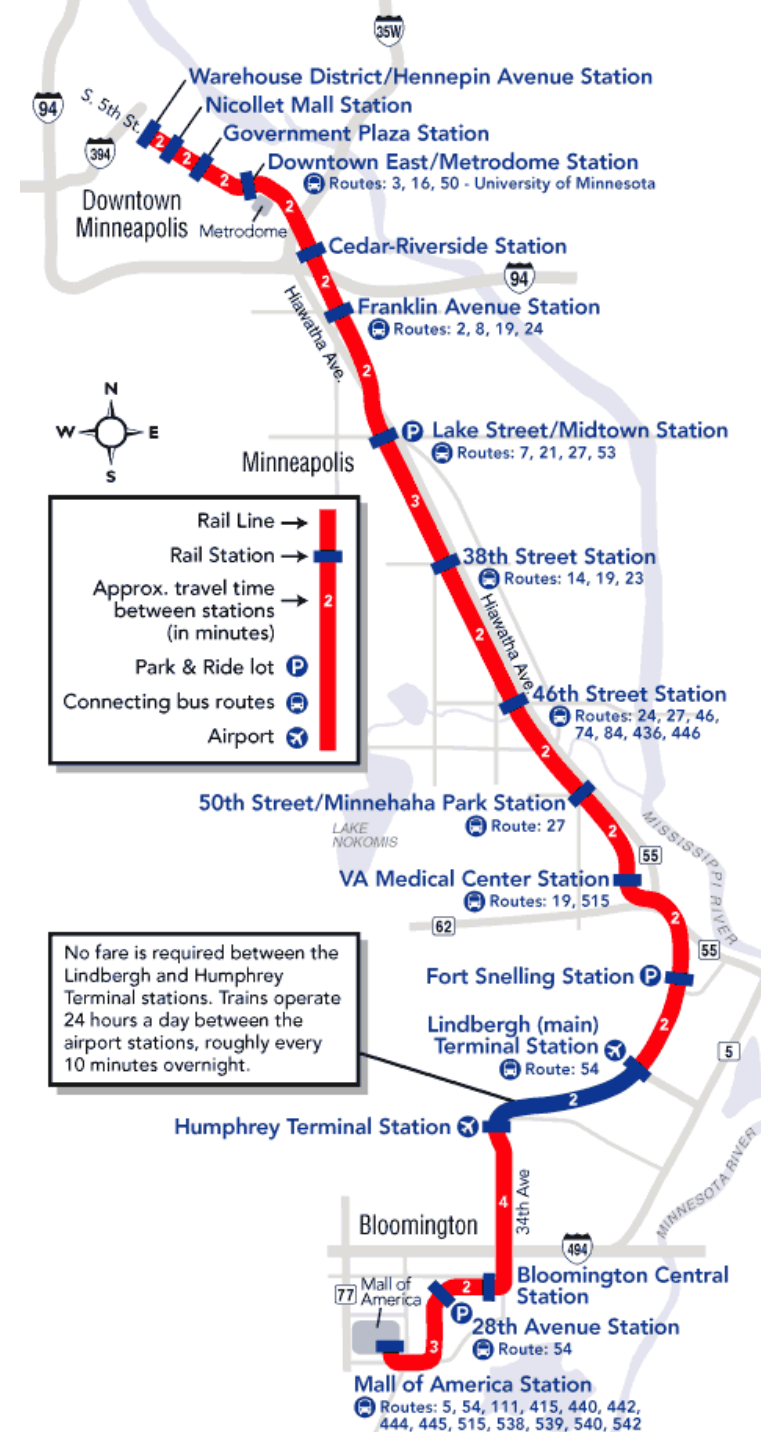 35W
Warehouse District/Hennepin Avenue Station
94
S. 5th St.
Nicollet Mall Station
Government Plaza Station
394
2
2
2
Downtown East/Metrodome Station
Routes: 3, 16, 50 - University of Minnesota
Downtown
Minneapolis
Metrodome
2
Cedar-Riverside Station
94
2
Hiawatha Ave.
Franklin Avenue Station
Routes: 2, 8, 19, 24
2
N
W
E
S
P
Lake Street/Midtown Station
Routes: 7, 21, 27, 53
Minneapolis
3
Rail Line
Rail Station
Approx. travel time
between stations
(in minutes)
2
Park & Ride lot
P
Connecting bus routes
Airport
38th Street Station
Routes: 14, 19, 23
Hiawatha Ave.
2
46th Street Station
Routes: 24, 27, 46,
74, 84, 436, 446
2
50th Street/Minnehaha Park Station
Route: 27
LAKE
NOKOMIS
2
MISSISSIPPI RIVER
55
VA Medical Center Station
Routes: 19, 515
62
2
55
Fort Snelling Station
P
2
No fare is required between the
Lindbergh and Humphrey
Terminal stations. Trains operate
24 hours a day between the
airport stations, roughly every
10 minutes overnight.
Lindbergh (main)
Terminal Station
Route: 54
5
2
Humphrey Terminal Station
MINNESOTA RIVER
4
34th Ave
Bloomington
494
77
Mall of
America
2
Bloomington Central
Station
P
28th Avenue Station
Route: 54
3
Mall of America Station
Routes: 5, 54, 111, 415, 440, 442,
444, 445, 515, 538, 539, 540, 542